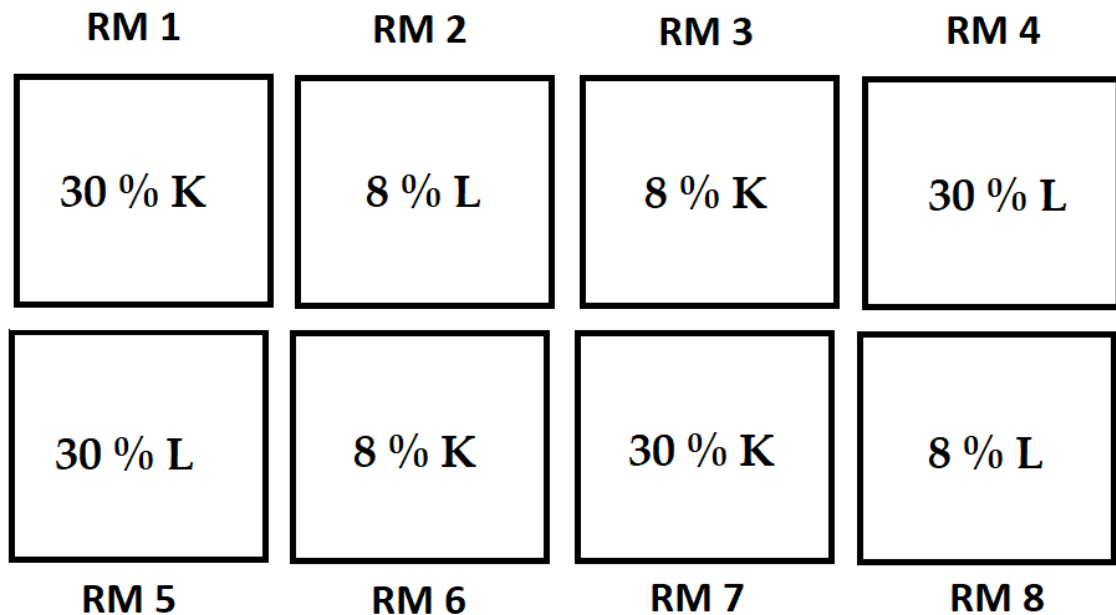 RM 1 RM 2 RM 3 RM 4
30 % K 8 % L 8 % K 30 % L
30 % L 8 % K 30 % K 8 % L
RM 5 RM 6 RM 7 RM 8